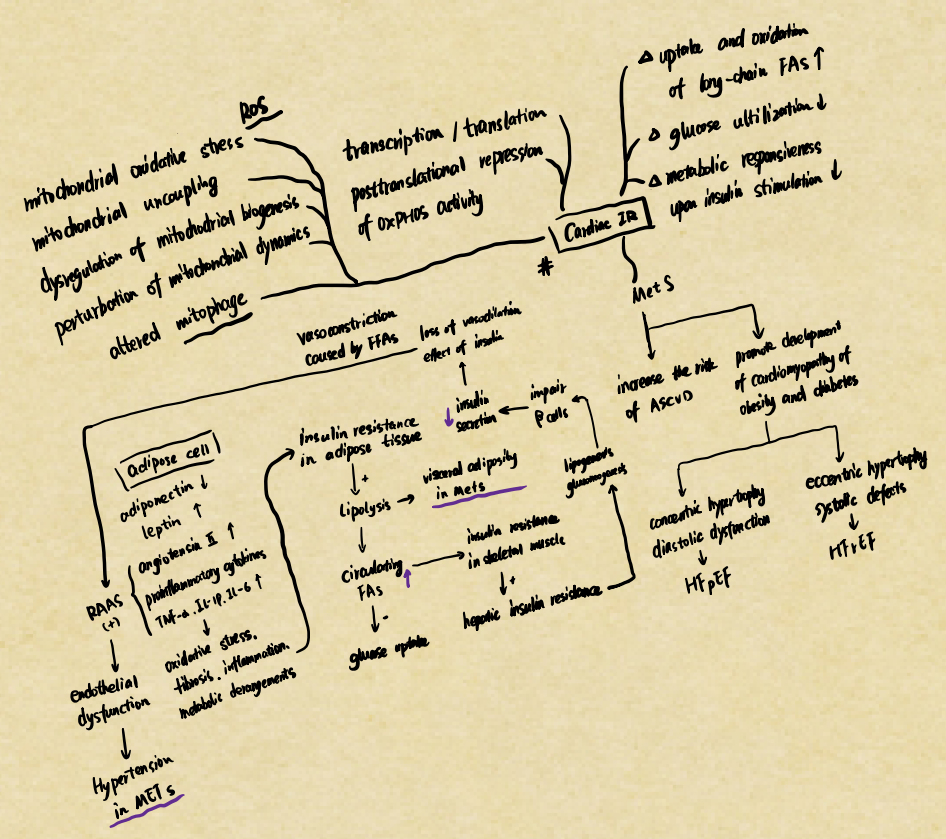 ROS
mitochondrial oxidative stress
mitochondrial uncoupling
dysregulation of mitochodrial biogenesis
perturbation of mitochondrial dynamics
altered mitophage
transcription / translation
posttranslational repression
of OXPHOS activity
△ uptake and oxidation
of long-chain FAs ↑
△ glucose ultilization ↓
△ metabolic responsiveness
upon insulin stimulation ↓
Cardiac IR
#
MetS
increase the risk
of ASCVD
promote development
of cardiomyopathy of
obesity and diabetes
concentric hypertrophy
diastolic dysfunction
HFpEF
eccentric hypertrophy
systolic defects
HFrEF
vasoconstriction
caused by FFAs
loss of vasodilation
effect of insulin
↓ insulin
secretion
impair
β cells
lipogenesis
insulin resistance
in adipose tissue
+
Lipolysis →
visceral adiposity
in MetS
circulating
FAs ↑
-
glucose uptake
insulin resistance
in skeletal muscle
+
hepatic insulin resistance
adipose cell
adiponectin ↓
leptin ↑
angiotensin II ↑
proinflammatory cytokines
TNF-α. IL-1β. IL-6 ↑
oxidative stress.
fibrosis. inflammation.
metabolic derangements
RAAS
(+)
endothelial
dysfunction
Hypertension
in METs